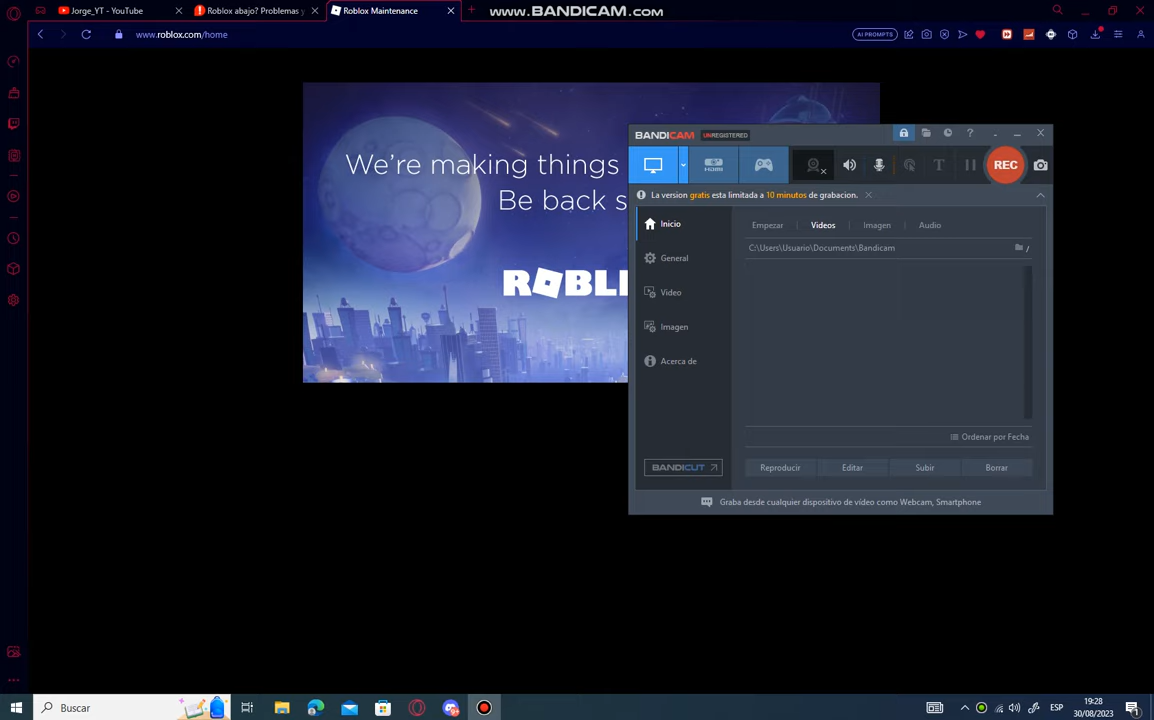 Jorge_YT - YouTube
Roblox abajo? Problemas y
Roblox Maintenance
www.BANDICAM.com
www.roblox.com/home
AI PROMPTS
We're making things
Be back s
BANDICAM
UNREGISTERED
HDMI
REC
La version gratis esta limitada a 10 minutos de grabacion.
Inicio
General
Video
Imagen
Acerca de
BANDICUT
Empezar
Videos
Imagen
Audio
C:\Users\Usuario\Documents\Bandicam
Ordenar por Fecha
Reproducir
Editar
Subir
Borrar
Graba desde cualquier dispositivo de vídeo como Webcam, Smartphone
Buscar
ESP
19:28
30/08/2023
1